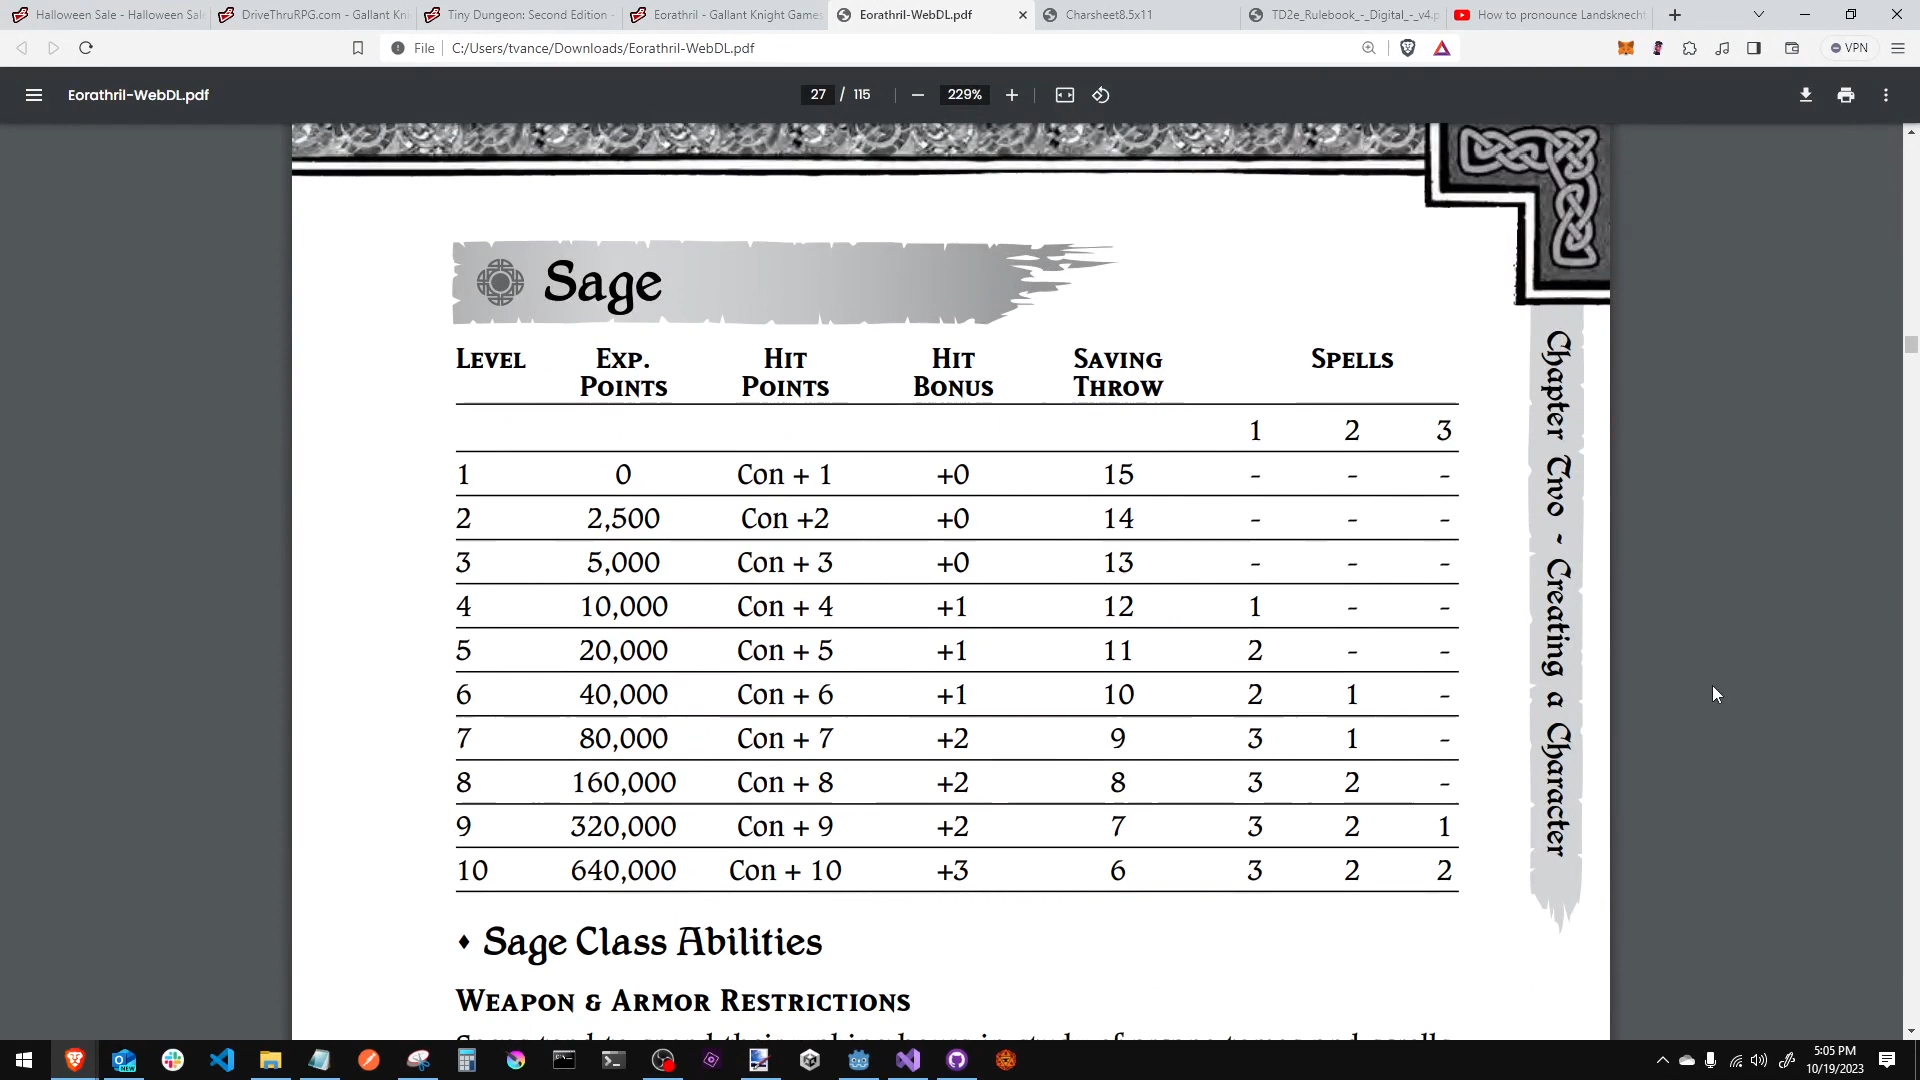 Halloween Sale - Halloween Sal
DriveThruRPG.com - Gallant Kni
Tiny Dungeon: Second Edition -
Eorathril - Gallant Knight Games
Eorathril-WebDL.pdf
Charsheet8.5x11
TD2e_Rulebook_-_Digital_-_v4.p
How to pronounce Landsknecht
File
C:/Users/tvance/Downloads/Eorathril-WebDL.pdf
VPN
Eorathril-WebDL.pdf
27 / 115
229%
Sage
LEVEL EXP. POINTS HIT POINTS HIT BONUS SAVING THROW SPELLS
1 2 3
1 0 Con + 1 +0 15 - - -
2 2,500 Con +2 +0 14 - - -
3 5,000 Con + 3 +0 13 - - -
4 10,000 Con + 4 +1 12 1 - -
5 20,000 Con + 5 +1 11 2 - -
6 40,000 Con + 6 +1 10 2 1 -
7 80,000 Con + 7 +2 9 3 1 -
8 160,000 Con + 8 +2 8 3 2 -
9 320,000 Con + 9 +2 7 3 2 1
10 640,000 Con + 10 +3 6 3 2 2
♦ Sage Class Abilities
WEAPON & ARMOR RESTRICTIONS
Chapter Two - Creating a Character
NEW
5:05 PM
10/19/2023